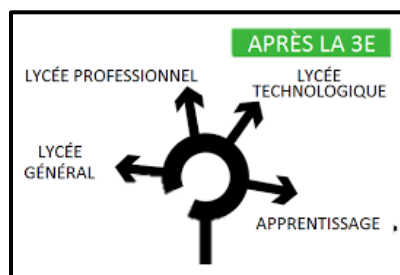 APRÈS LA 3E
LYCÉE PROFESSIONNEL
LYCÉE
TECHNOLOGIQUE
LYCÉE
GÉNÉRAL
APPRENTISSAGE